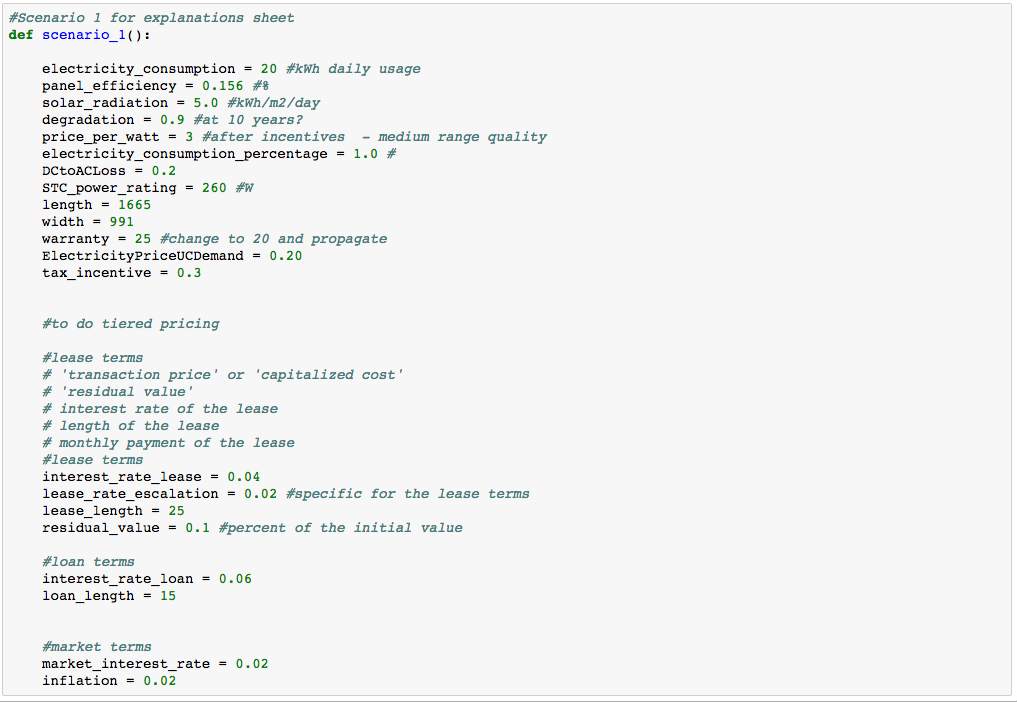 #Scenario 1 for explanations sheet
def scenario_1():
electricity_consumption = 20 #kWh daily usage
panel_efficiency = 0.156 #%
solar_radiation = 5.0 #kWh/m2/day
degradation = 0.9 #at 10 years?
price_per_watt = 3 #after incentives  - medium range quality
electricity_consumption_percentage = 1.0 #
DCtoACLoss = 0.2
STC_power_rating = 260 #W
length = 1665
width = 991
warranty = 25 #change to 20 and propagate
ElectricityPriceUCDemand = 0.20
tax_incentive = 0.3
#to do tiered pricing
#lease terms
# 'transaction price' or 'capitalized cost'
# 'residual value'
# interest rate of the lease
# length of the lease
# monthly payment of the lease
#lease terms
interest_rate_lease = 0.04
lease_rate_escalation = 0.02 #specific for the lease terms
lease_length = 25
residual_value = 0.1 #percent of the initial value
#loan terms
interest_rate_loan = 0.06
loan_length = 15
#market terms
market_interest_rate = 0.02
inflation = 0.02